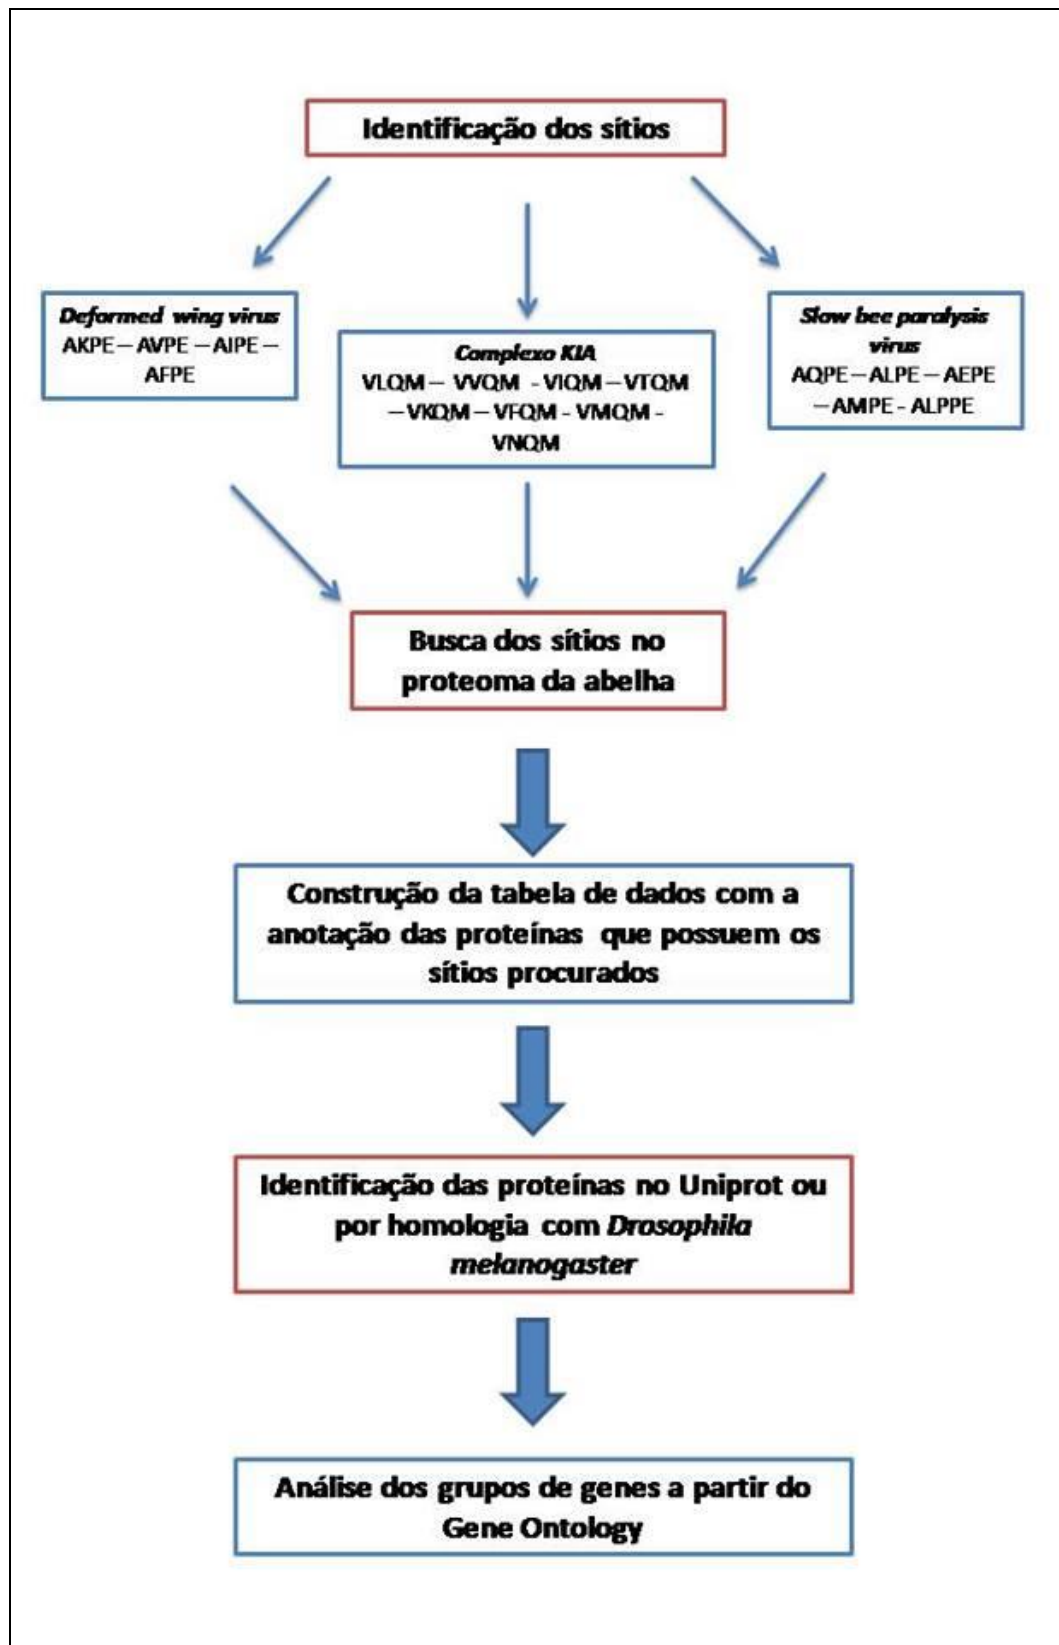 Identificação dos sítios
Deformed wing virus
AKPE – AVPE – AIPE –
AFPE
Complexo KIA
VLQM – VVQM - VIQM – VTQM
– VKQM – VFQM - VMQM -
VNQM
Slow bee paralysis
virus
AQPE – ALPE – AEPE
– AMPE - ALPPE
Busca dos sítios no
proteoma da abelha
Construção da tabela de dados com a
anotação das proteínas que possuem os
sítios procurados
Identificação das proteínas no Uniprot ou
por homologia com Drosophila
melanogaster
Análise dos grupos de genes a partir do
Gene Ontology